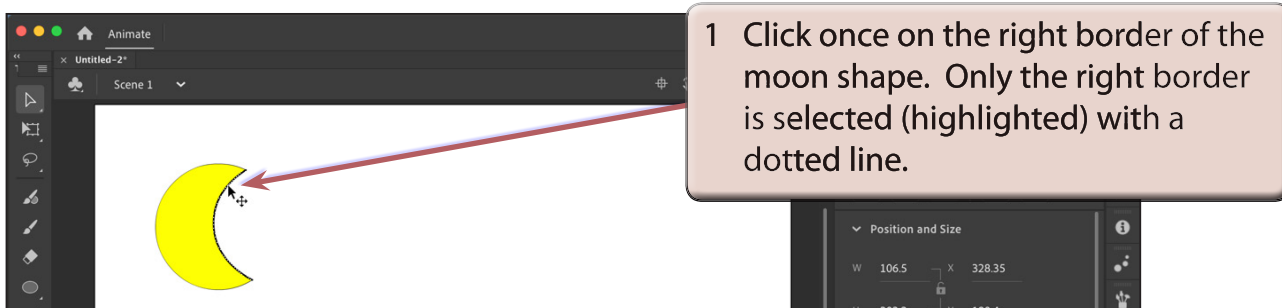 Animate
× Untitled-2*
Scene 1
1 Click once on the right border of the
moon shape. Only the right border
is selected (highlighted) with a
dotted line.
Position and Size
W 106.5 X 328.35